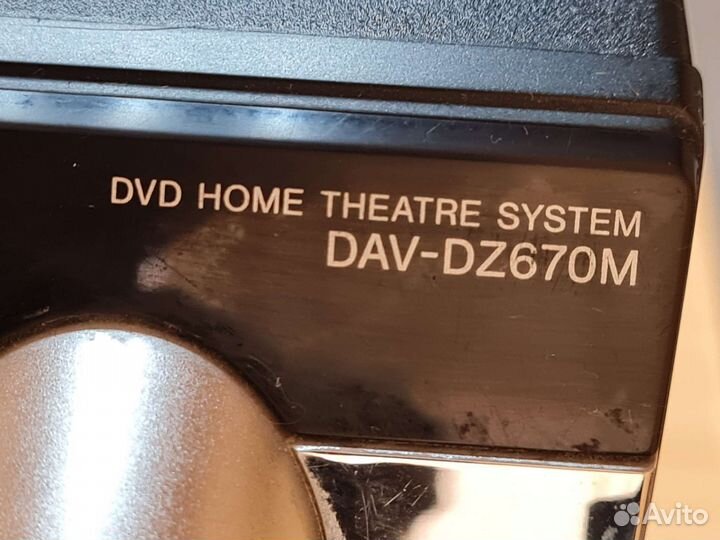 DVD HOME THEATRE SYSTEM
DAV-DZ670M
Avito